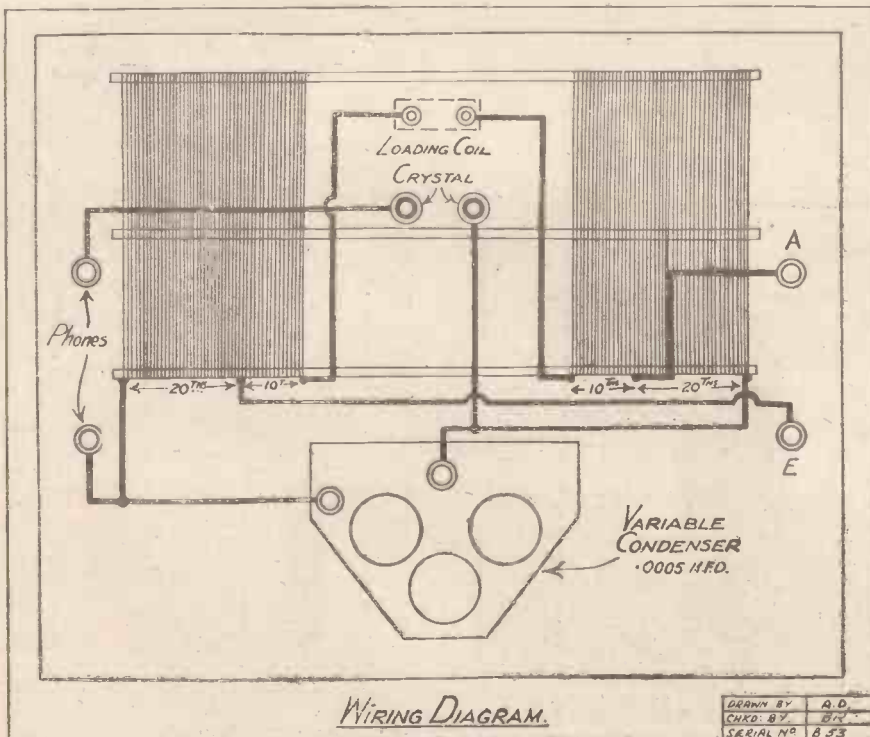 LOADING COIL
CRYSTAL
A
Phones
20 TNS
10 T
10 TNS
20 TNS
E
VARIABLE
CONDENSER
.0005 MFD.
WIRING DIAGRAM.
DRAWN BY A.D.
CHKD: BY.
SERIAL No B 53